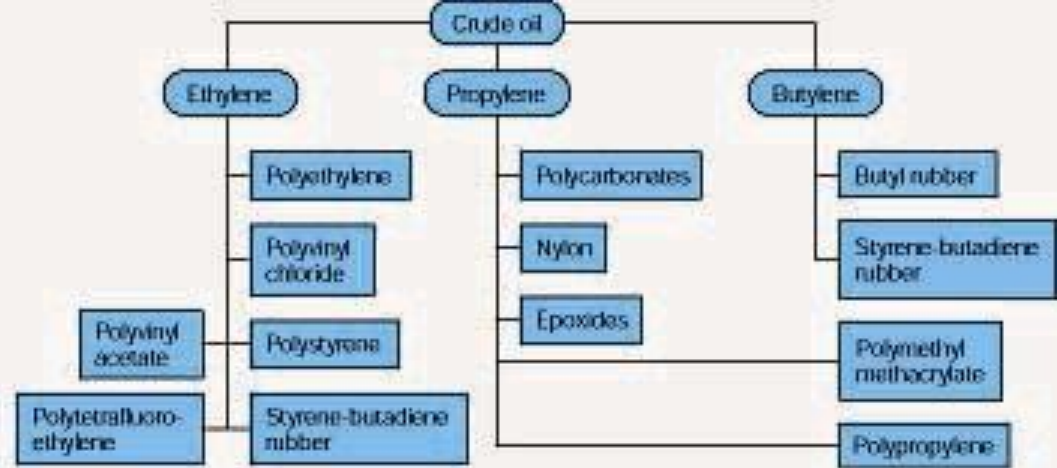 Crude oil
Ethylene
Propylene
Butylene
Polyethylene
Polycarbonates
Butyl rubber
Polyvinyl
chloride
Nylon
Styrene-butadiene
rubber
Polyvinyl
acetate
Polystyrene
Epoxides
Polymethyl
methacrylate
Polytetrafluoro-
ethylene
Styrene-butadiene
rubber
Polypropylene